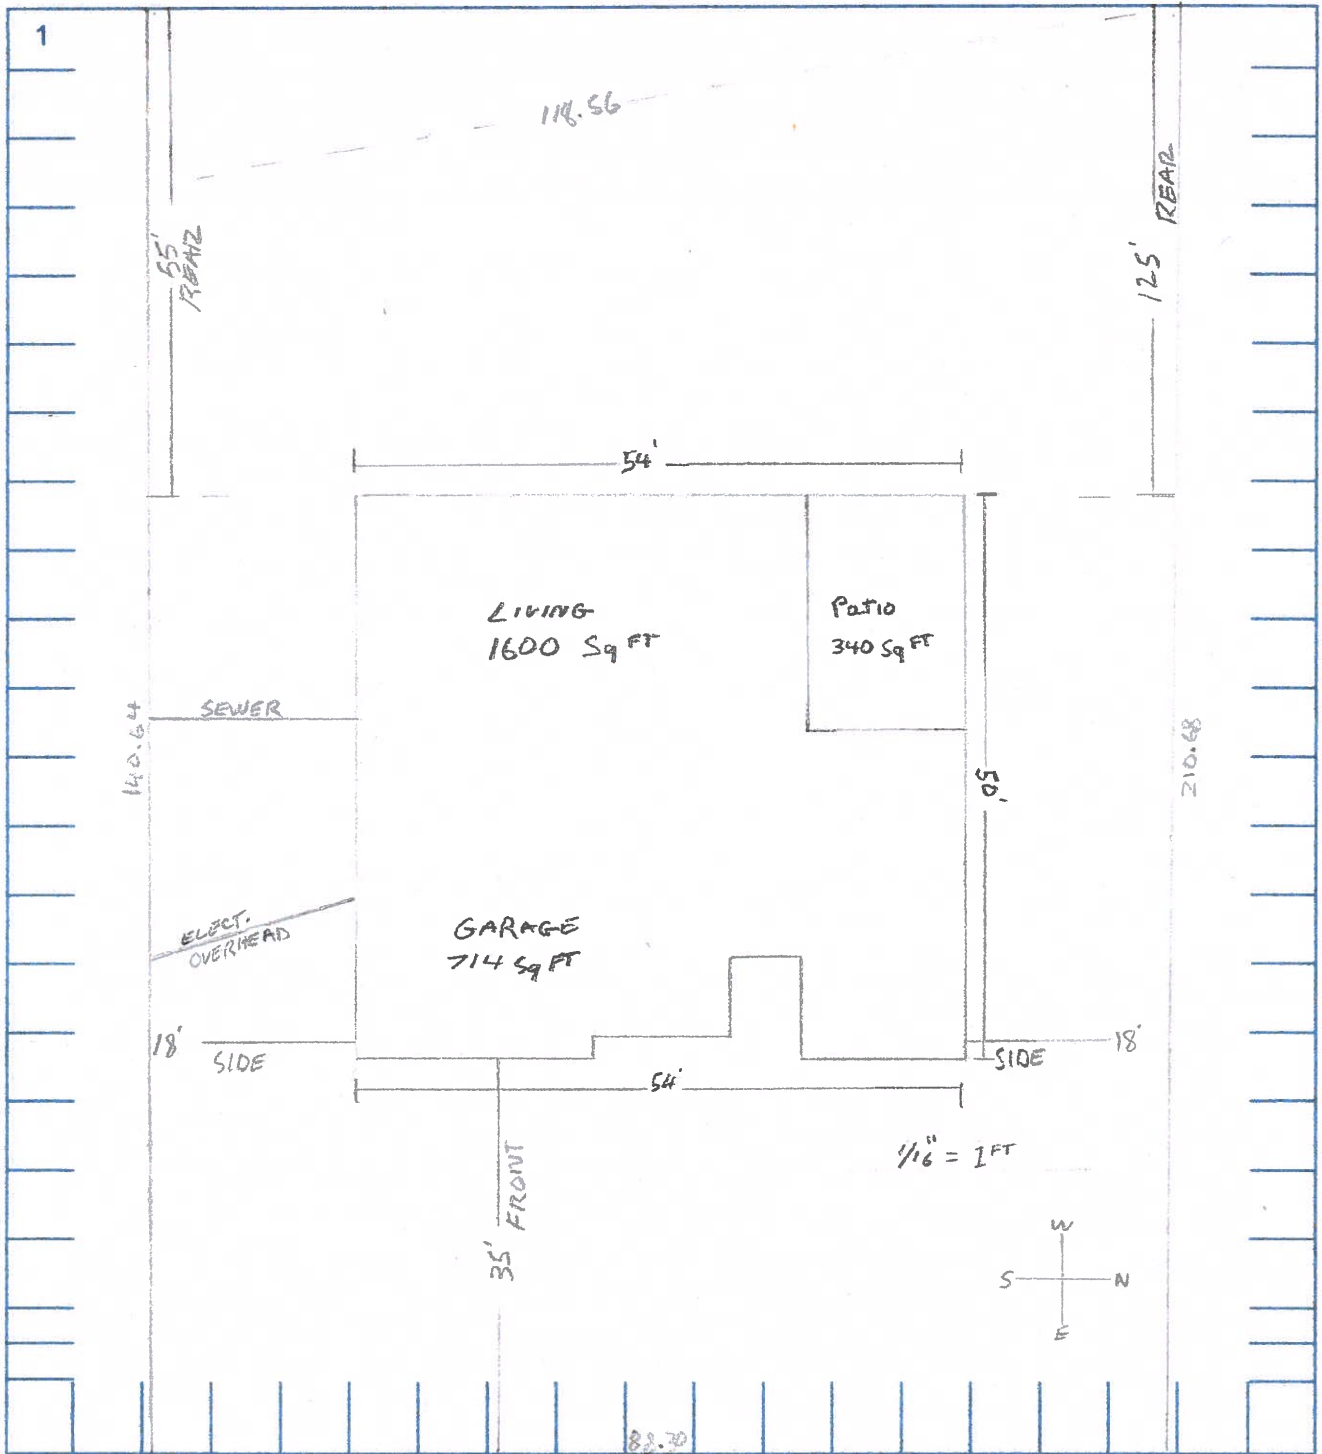 1
118.56
55'
REAR
125'
REAR
54'
LIVING
1600 Sq FT
Patio
340 Sq FT
SEWER
140.64
50'
210.68
ELECT.
OVERHEAD
GARAGE
714 Sq FT
18'
SIDE
SIDE
18'
54'
1/16" = 1 FT
35' FRONT
W
S
N
E
88.30